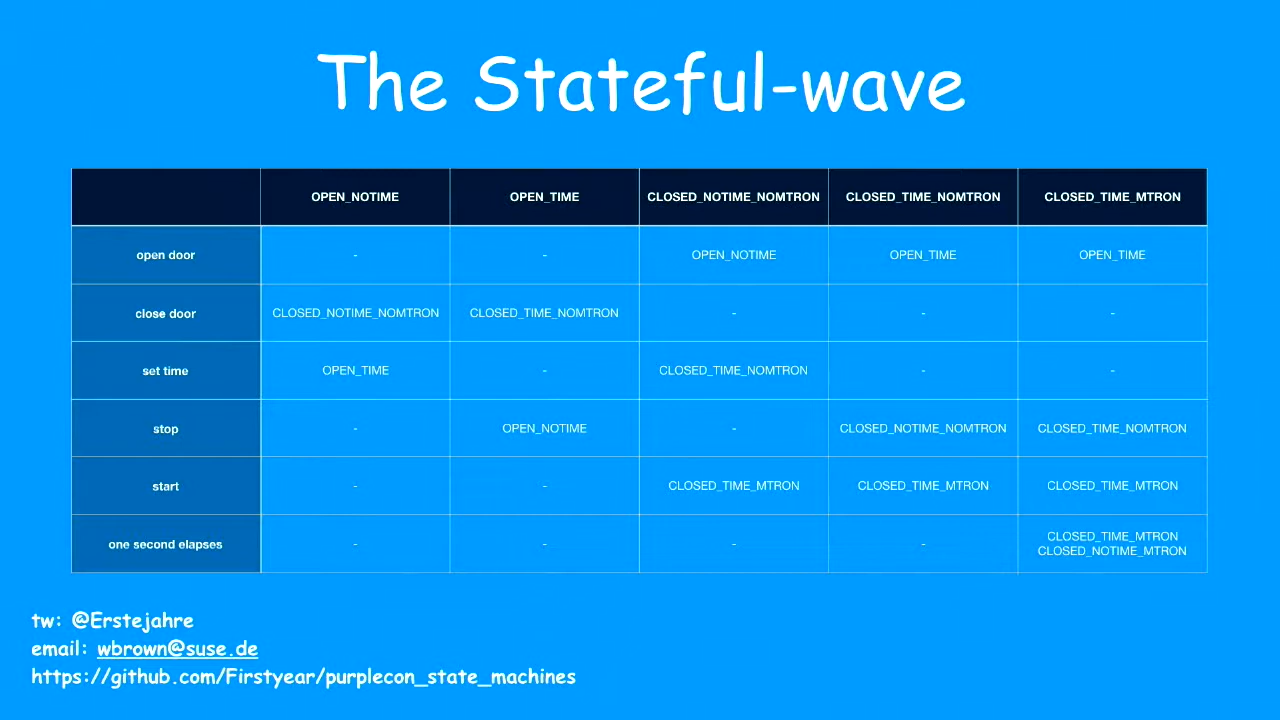 The Stateful-wave
OPEN_NOTIME OPEN_TIME CLOSED_NOTIME_NOMTRON CLOSED_TIME_NOMTRON CLOSED_TIME_MTRON
open door - - OPEN_NOTIME OPEN_TIME OPEN_TIME
close door CLOSED_NOTIME_NOMTRON CLOSED_TIME_NOMTRON - - -
set time OPEN_TIME - CLOSED_TIME_NOMTRON - -
stop - OPEN_NOTIME - CLOSED_NOTIME_NOMTRON CLOSED_TIME_NOMTRON
start - - CLOSED_TIME_MTRON CLOSED_TIME_MTRON CLOSED_TIME_MTRON
one second elapses - - - - CLOSED_TIME_MTRON
CLOSED_NOTIME_MTRON
tw: @Erstejahre
email: wbrown@suse.de
https://github.com/Firstyear/purplecon_state_machines